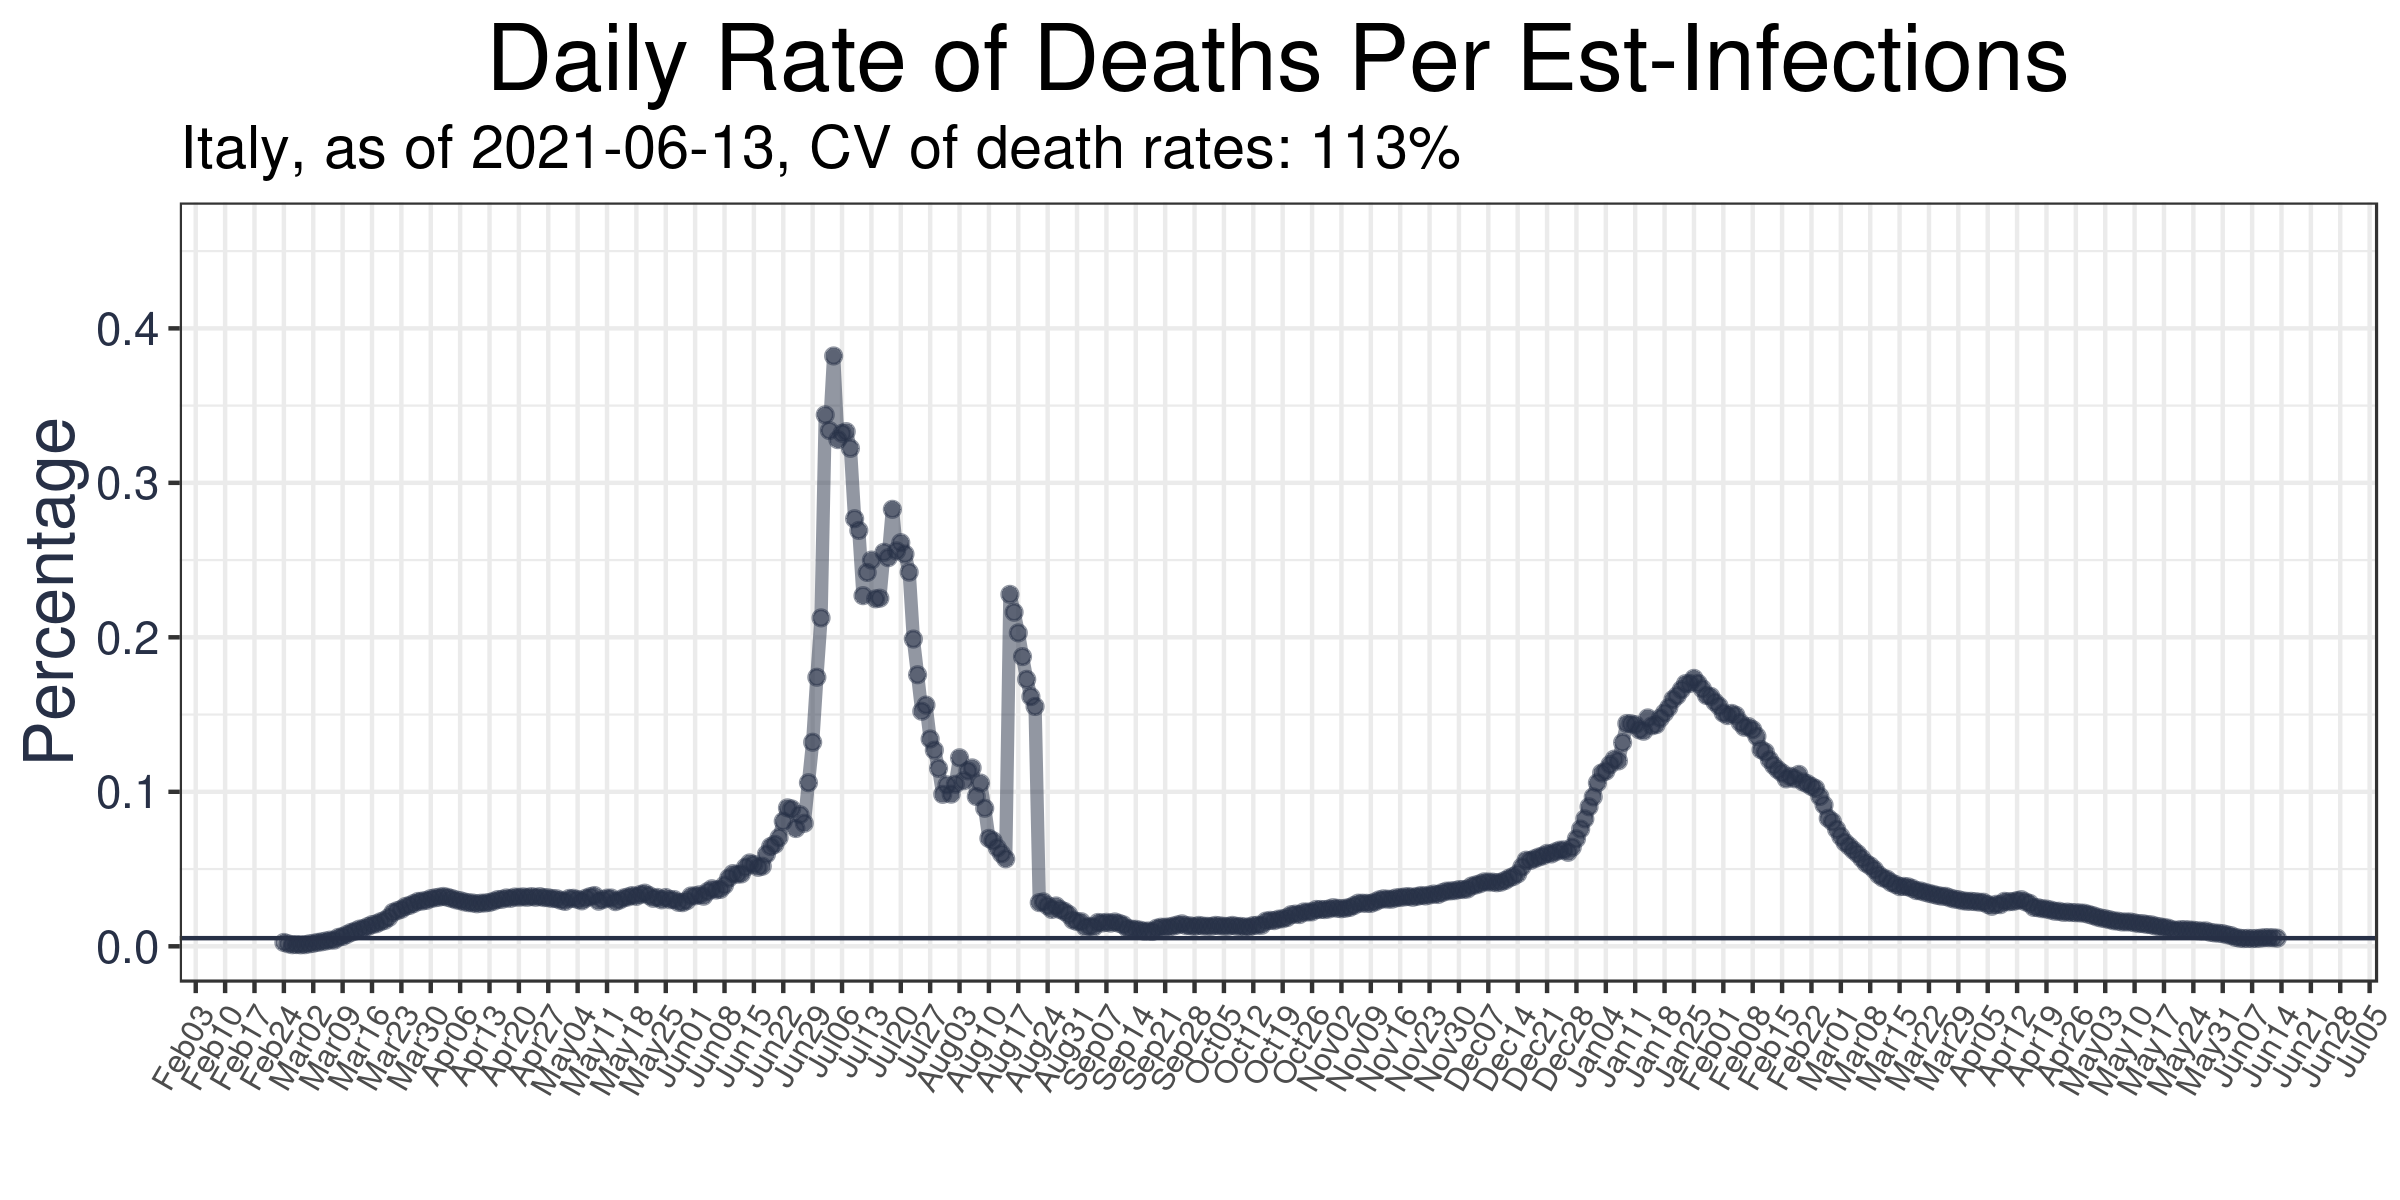 Daily Rate of Deaths Per Est-Infections
Italy, as of 2021-06-13, CV of death rates: 113%
Percentage
0.4
0.3
0.2
0.1
0.0
Feb03
Feb10
Feb17
Feb24
Mar02
Mar09
Mar16
Mar23
Mar30
Apr06
Apr13
Apr20
Apr27
May04
May11
May18
May25
Jun01
Jun08
Jun15
Jun22
Jun29
Jul06
Jul13
Jul20
Jul27
Aug03
Aug10
Aug17
Aug24
Aug31
Sep07
Sep14
Sep21
Sep28
Oct05
Oct12
Oct19
Oct26
Nov02
Nov09
Nov16
Nov23
Nov30
Dec07
Dec14
Dec21
Dec28
Jan04
Jan11
Jan18
Jan25
Feb01
Feb08
Feb15
Feb22
Mar01
Mar08
Mar15
Mar22
Mar29
Apr05
Apr12
Apr19
Apr26
May03
May10
May17
May24
May31
Jun07
Jun14
Jun21
Jun28
Jul05